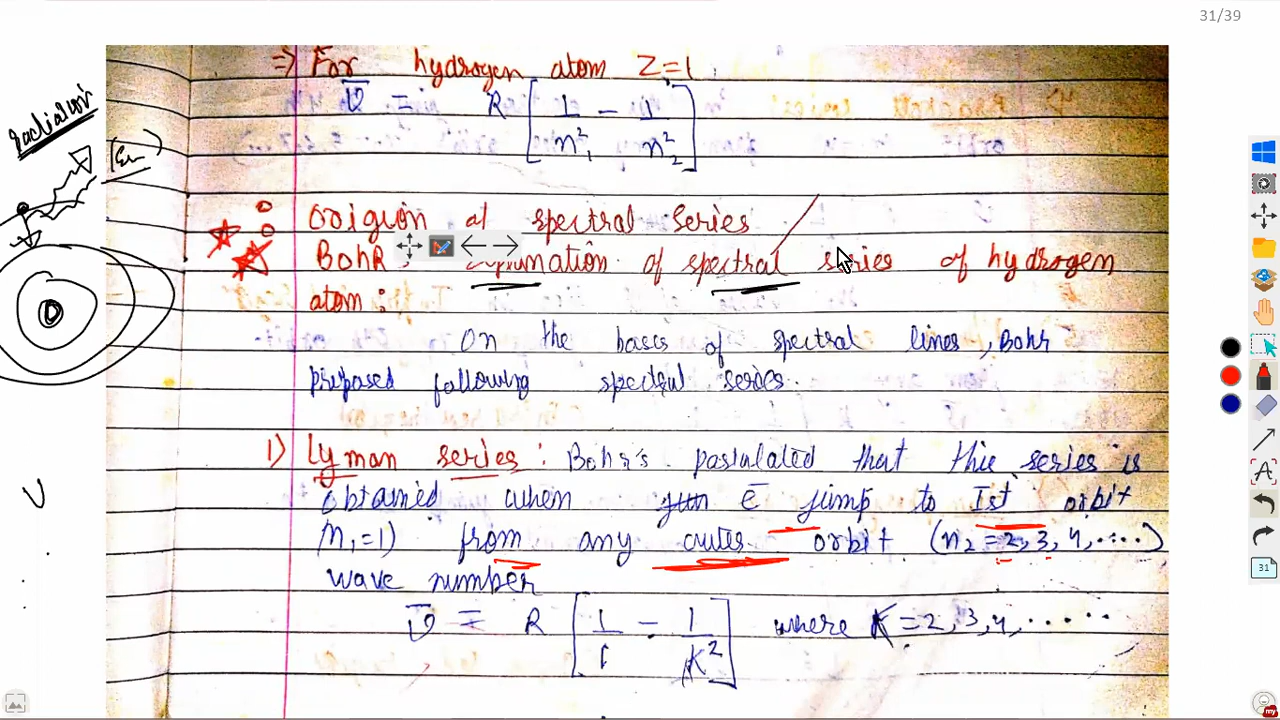 31/39
⇒ For hydrogen atom Z=1
ν̅ = R [1/n₁² − 1/n₂²]
radiation
(En)
Origuon of spectral Series
BohR, explanation of spectral series of hydrogen
atom :
On the bases of spectral lines, Bohr
proposed following spectral series.
1) Lyman series : Bohr's postulated that this series is
obtained when e̅ jump to Ist orbit
(n₁=1) from any outer orbit (n₂ = 2, 3, 4, ....)
wave number
ν̅ = R [1/1 − 1/K²] where K = 2, 3, 4, ......
31